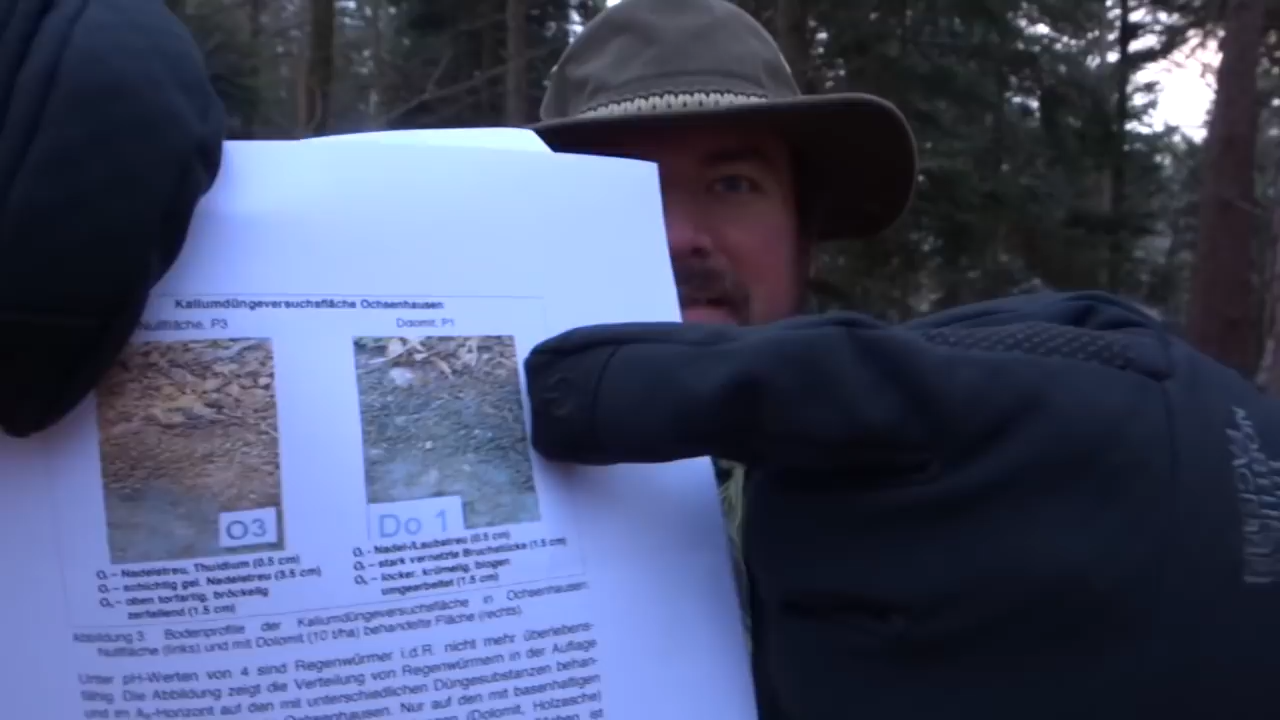 Kaliumdüngeversuchsfläche Ochsenhausen
Nullfläche, P3
Dolomit, P1
O3
Do 1
Oₗ – Nadelstreu, Thuidium (0.5 cm)
O – schichtig gel. Nadelstreu (3.5 cm)
Oₕ – oben torfartig, bröckelig
zerfallend (1.5 cm)
Oₗ - Nadel-/Laubstreu (0.5 cm)
O – stark vernetzte Bruchstücke (1.5 cm)
Oₕ – locker, krümelig, biogen
umgearbeitet (1.5 cm)
Abbildung 3: Bodenprofile der Kaliumdüngeversuchsfläche in Ochsenhausen
Nullfläche (links) und mit Dolomit (10 t/ha) behandelte Fläche (rechts).
Unter pH-Werten von 4 sind Regenwürmer i.d.R. nicht mehr überlebens-
fähig. Die Abbildung zeigt die Verteilung von Regenwürmern in der Auflage
und im Aₕ-Horizont auf den mit unterschiedlichen Düngesubstanzen behan-
Ochsenhausen. Nur auf den mit basenhaltigen
(Dolomit, Holzasche)
ist